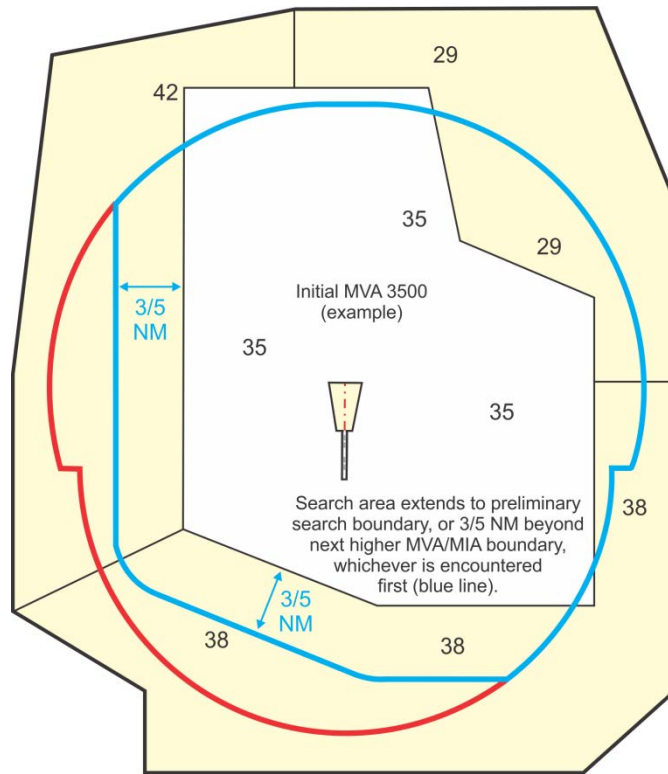 29
42
35
29
Initial MVA 3500
(example)
3/5
NM
35
35
Search area extends to preliminary
search boundary, or 3/5 NM beyond
next higher MVA/MIA boundary,
whichever is encountered
first (blue line).
38
3/5
NM
38
38